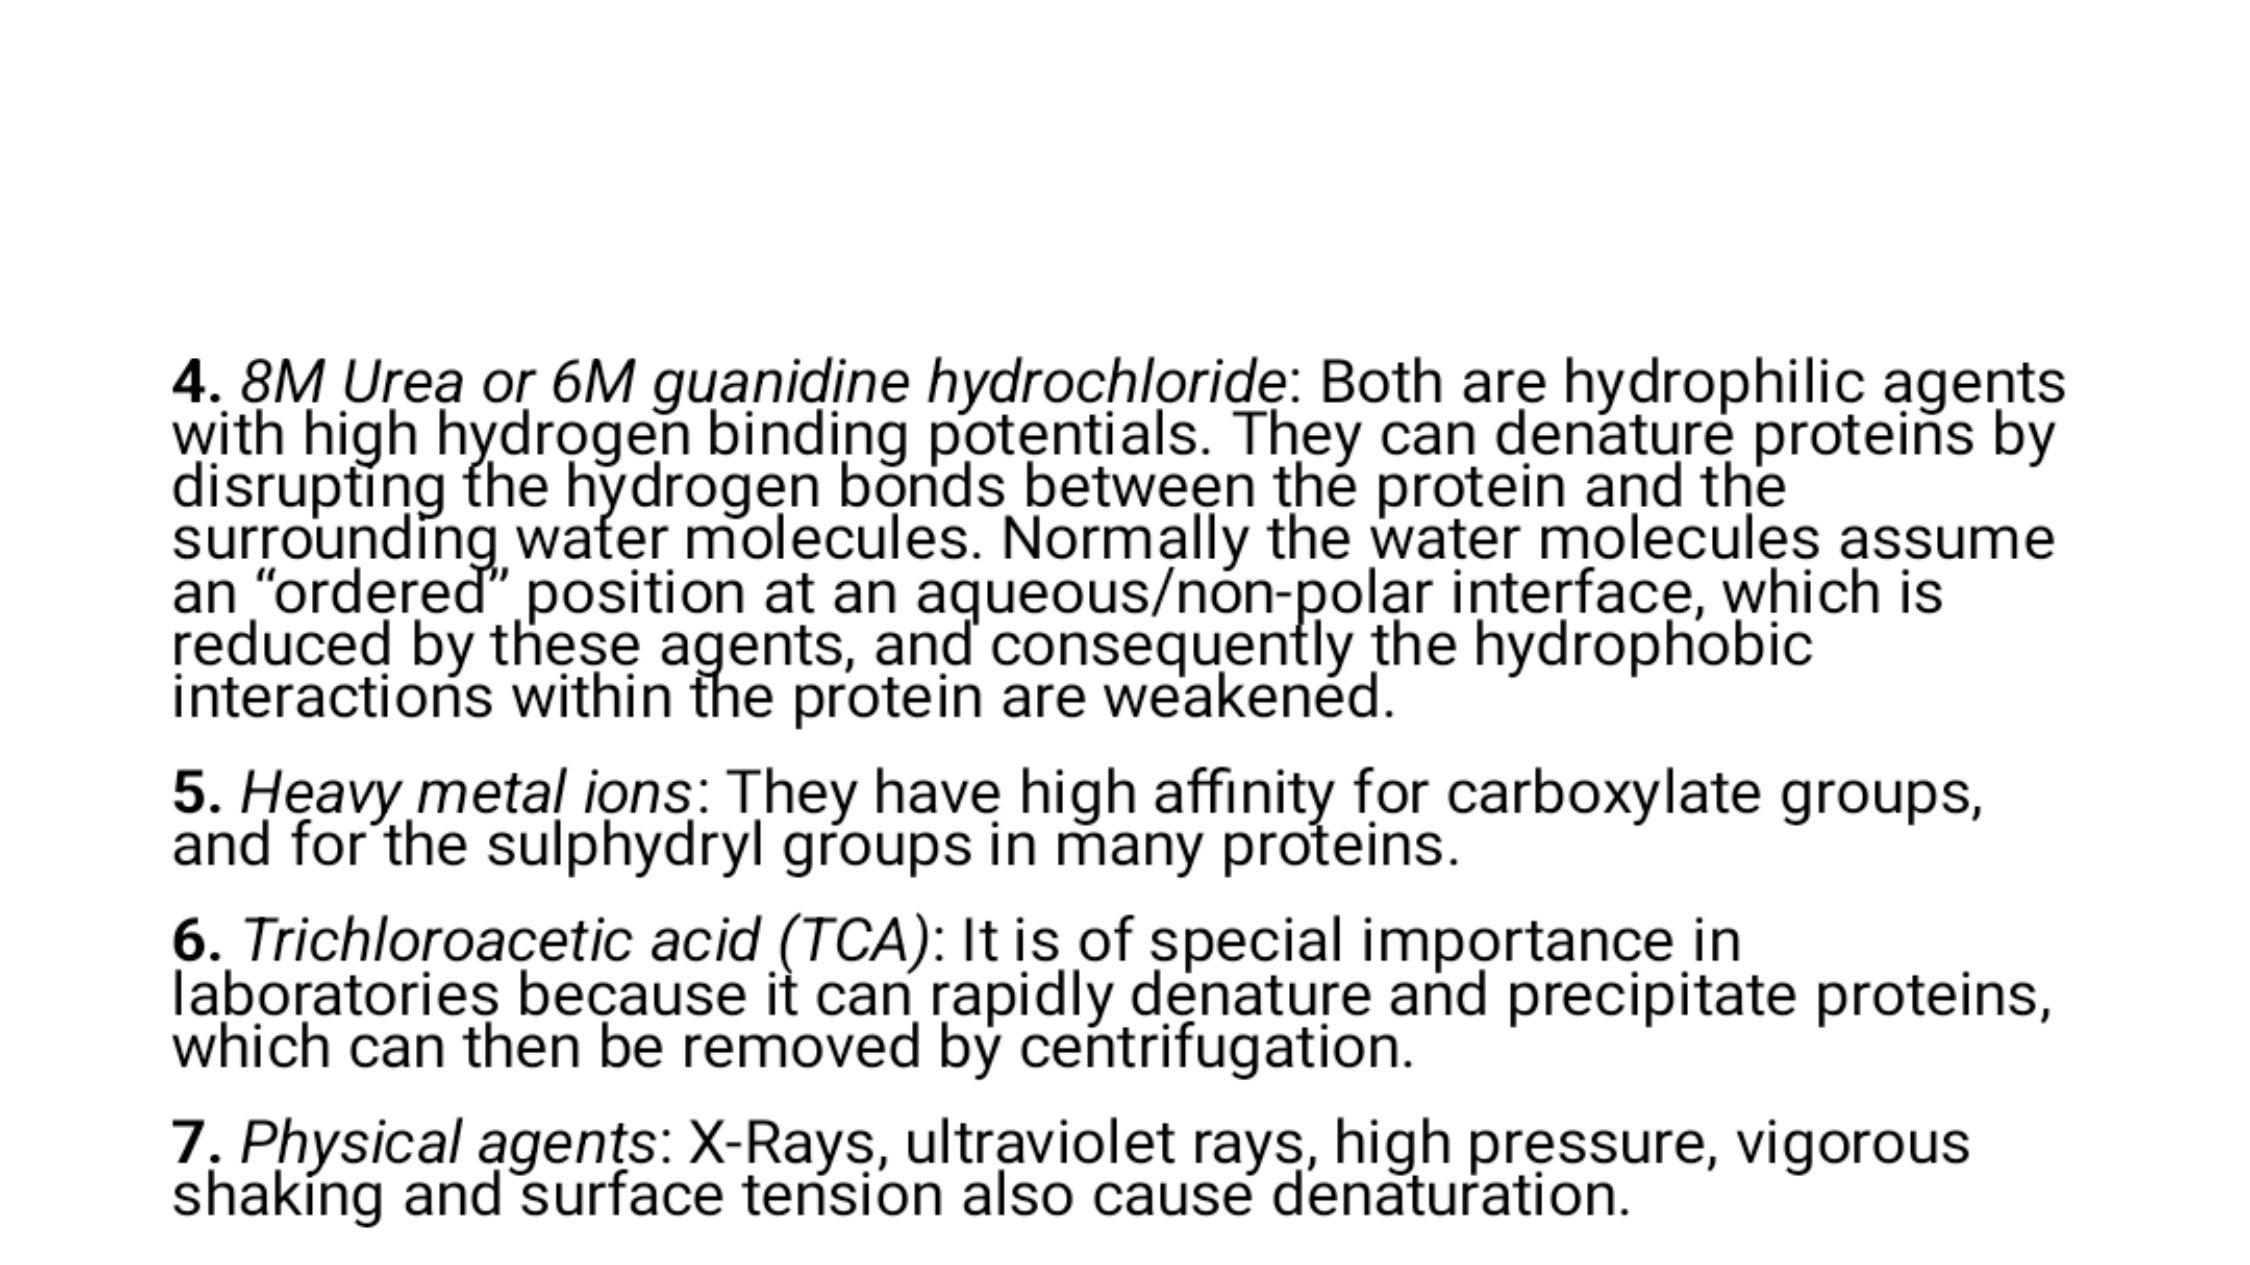 4. 8M Urea or 6M guanidine hydrochloride: Both are hydrophilic agents
with high hydrogen binding potentials. They can denature proteins by
disrupting the hydrogen bonds between the protein and the
surrounding water molecules. Normally the water molecules assume
an “ordered” position at an aqueous/non-polar interface, which is
reduced by these agents, and consequently the hydrophobic
interactions within the protein are weakened.
5. Heavy metal ions: They have high affinity for carboxylate groups,
and for the sulphydryl groups in many proteins.
6. Trichloroacetic acid (TCA): It is of special importance in
laboratories because it can rapidly denature and precipitate proteins,
which can then be removed by centrifugation.
7. Physical agents: X-Rays, ultraviolet rays, high pressure, vigorous
shaking and surface tension also cause denaturation.